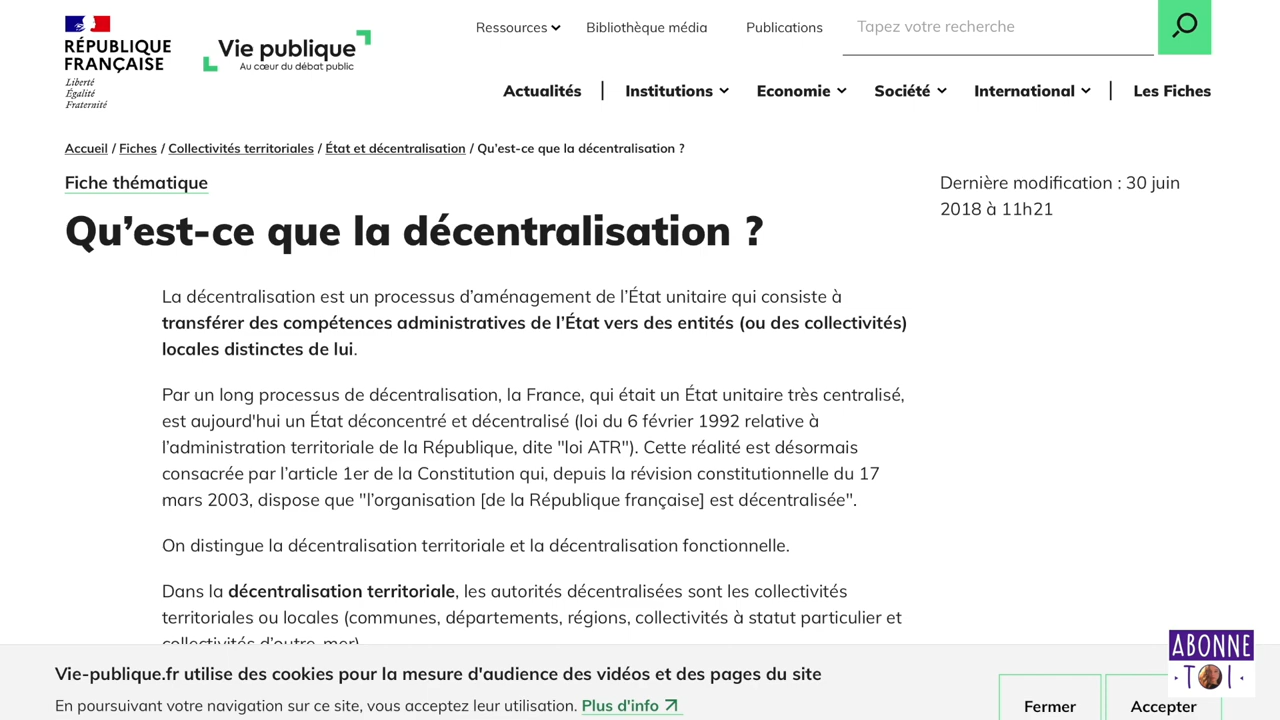 RÉPUBLIQUE
FRANÇAISE
Liberté
Égalité
Fraternité
Vie publique
Au cœur du débat public
Ressources
Bibliothèque média
Publications
Tapez votre recherche
Actualités
Institutions
Economie
Société
International
Les Fiches
Accueil / Fiches / Collectivités territoriales / État et décentralisation / Qu’est-ce que la décentralisation ?
Fiche thématique
Dernière modification : 30 juin
2018 à 11h21
Qu’est-ce que la décentralisation ?
La décentralisation est un processus d’aménagement de l’État unitaire qui consiste à
transférer des compétences administratives de l’État vers des entités (ou des collectivités)
locales distinctes de lui.
Par un long processus de décentralisation, la France, qui était un État unitaire très centralisé,
est aujourd'hui un État déconcentré et décentralisé (loi du 6 février 1992 relative à
l’administration territoriale de la République, dite "loi ATR"). Cette réalité est désormais
consacrée par l’article 1er de la Constitution qui, depuis la révision constitutionnelle du 17
mars 2003, dispose que "l’organisation [de la République française] est décentralisée".
On distingue la décentralisation territoriale et la décentralisation fonctionnelle.
Dans la décentralisation territoriale, les autorités décentralisées sont les collectivités
territoriales ou locales (communes, départements, régions, collectivités à statut particulier et
collectivités d’outre-mer)
Vie-publique.fr utilise des cookies pour la mesure d'audience des vidéos et des pages du site
En poursuivant votre navigation sur ce site, vous acceptez leur utilisation. Plus d'info
Fermer
Accepter
ABONNE
TOI